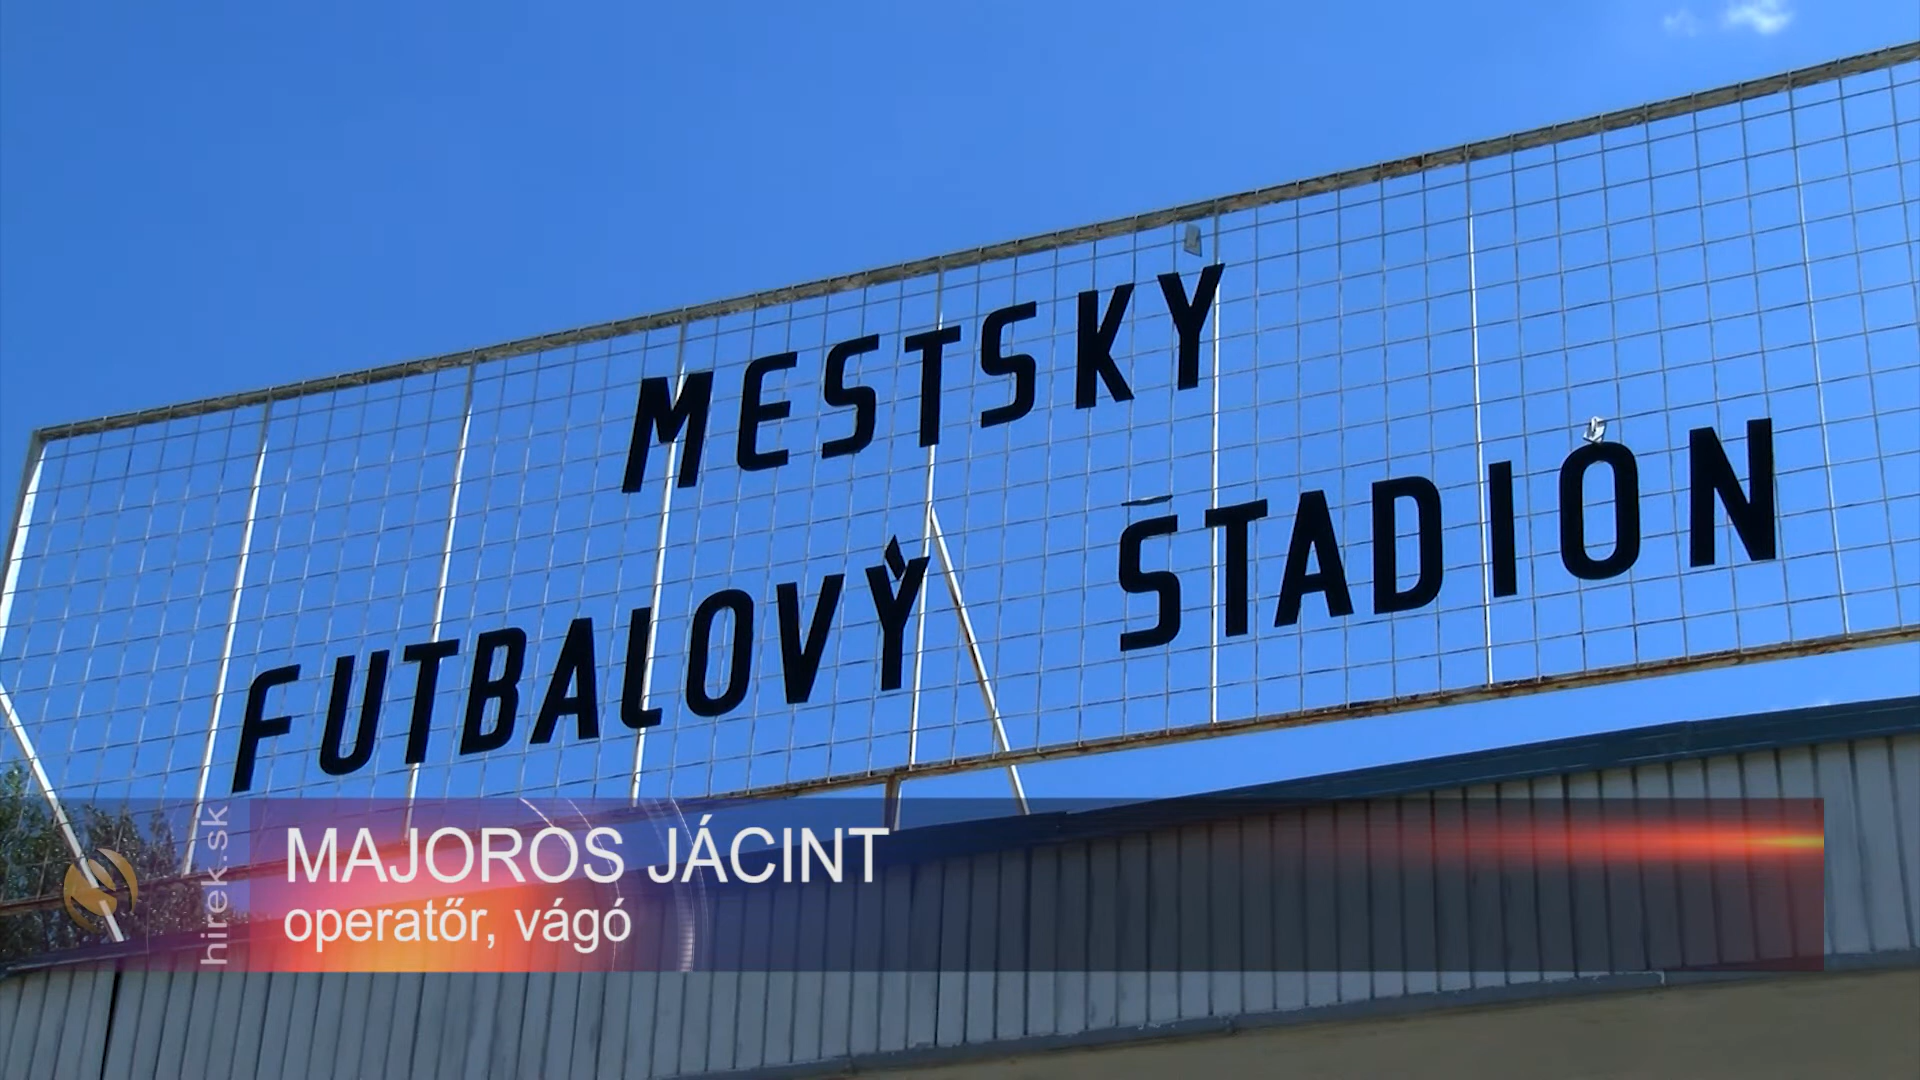 MESTSKÝ
FUTBALOVÝ ŠTADIÓN
hirek.sk
MAJOROS JÁCINT
operatőr, vágó